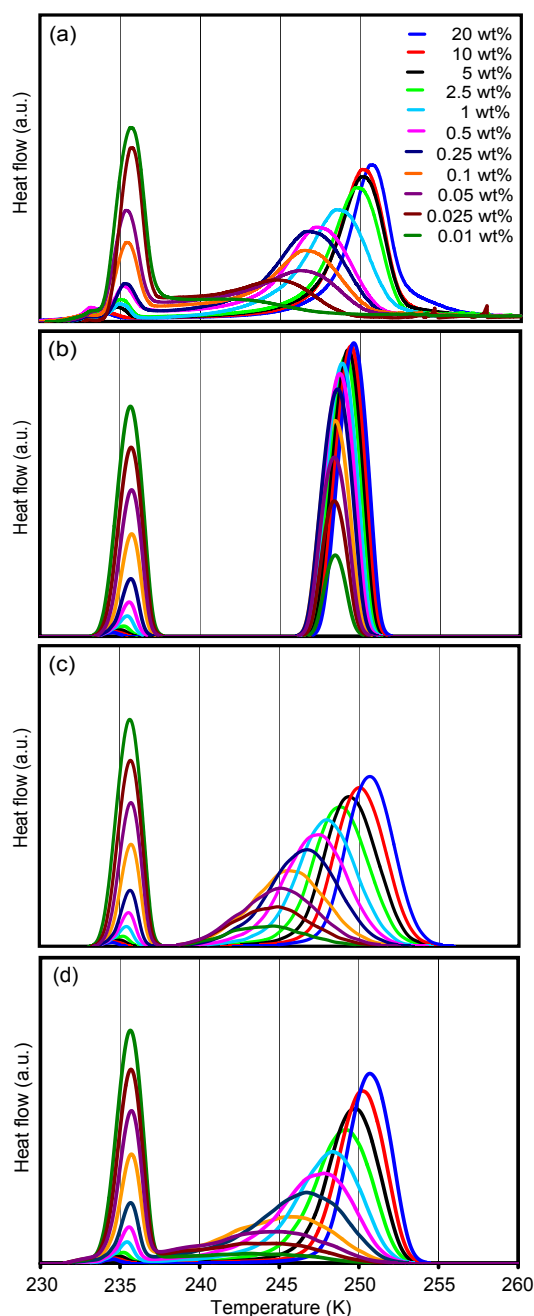 (a)
20 wt%
10 wt%
5 wt%
2.5 wt%
1 wt%
0.5 wt%
0.25 wt%
0.1 wt%
0.05 wt%
0.025 wt%
0.01 wt%
Heat flow (a.u.)
(b)
Heat flow (a.u.)
(c)
Heat flow (a.u.)
(d)
Heat flow (a.u.)
230 235 240 245 250 255 260
Temperature (K)